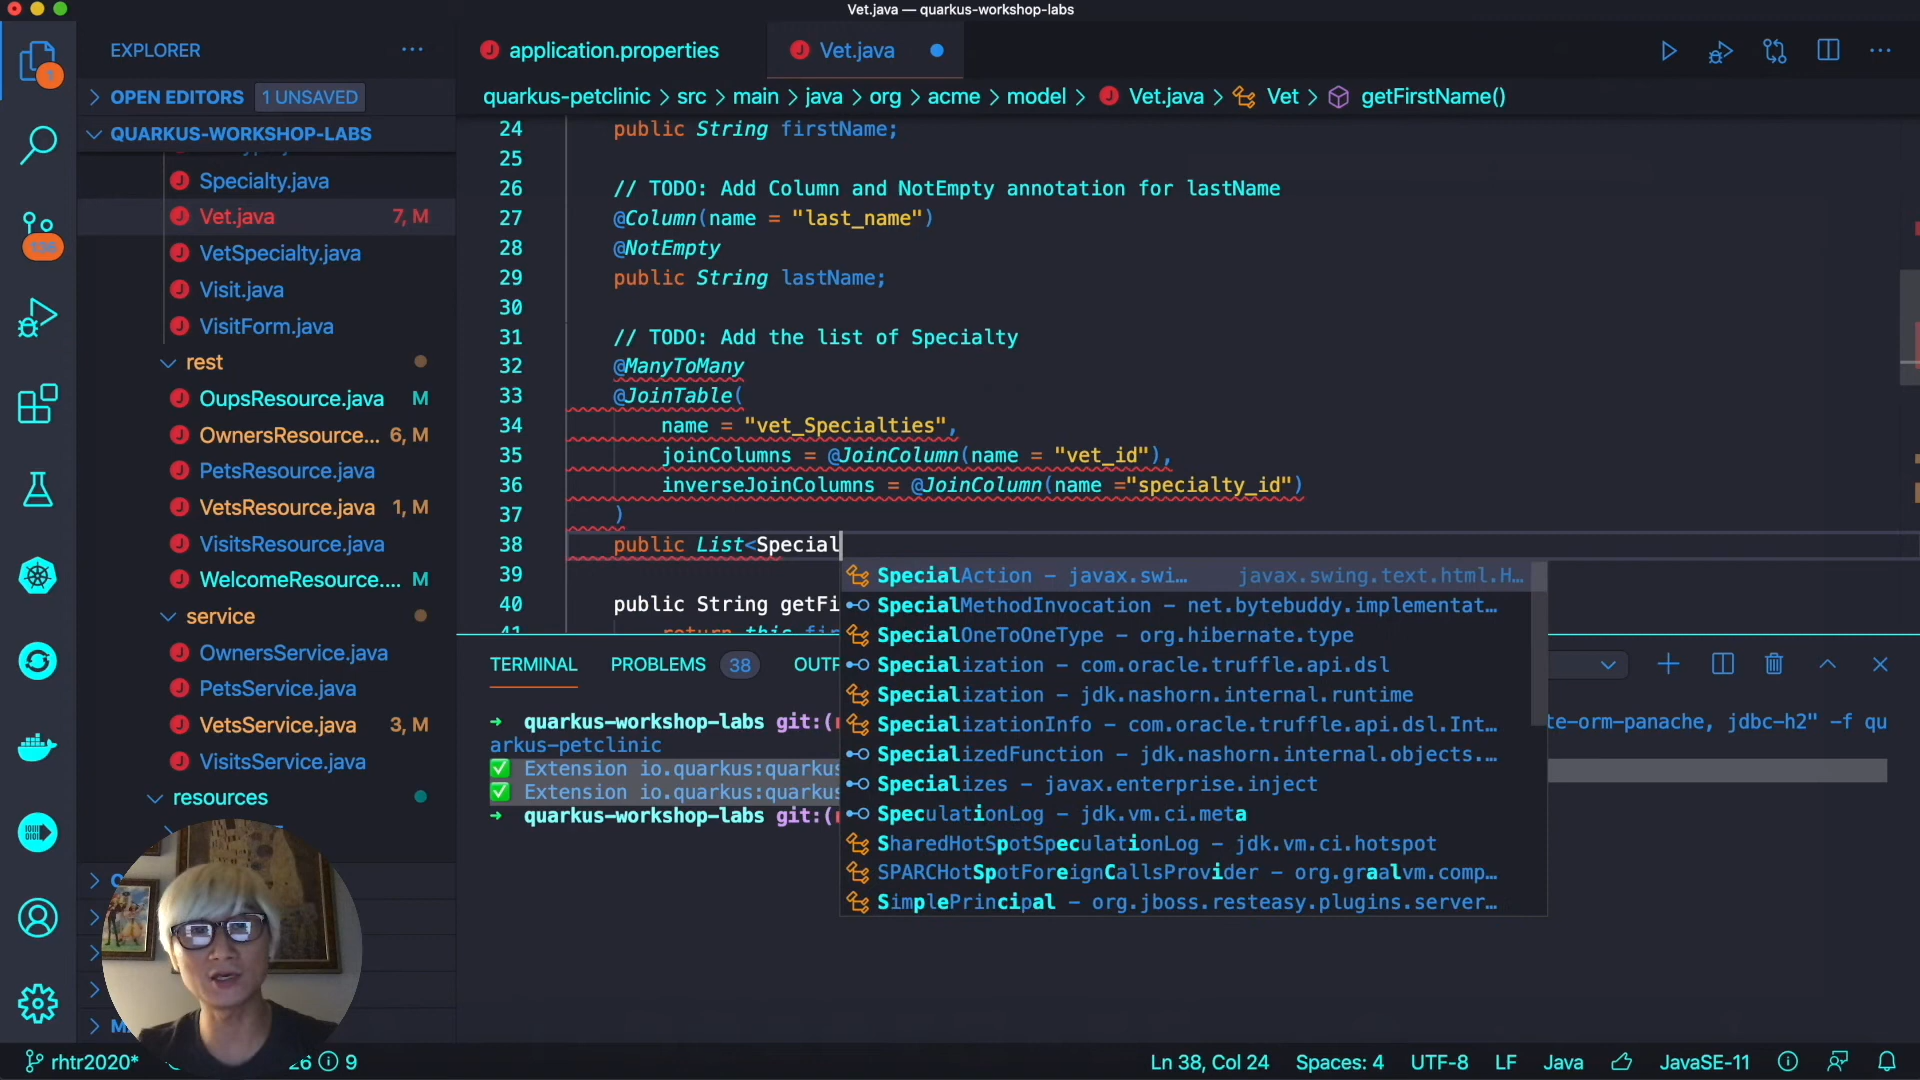 Vet.java — quarkus-workshop-labs
EXPLORER
OPEN EDITORS 1 UNSAVED
QUARKUS-WORKSHOP-LABS
Specialty.java
Vet.java 7, M
VetSpecialty.java
Visit.java
VisitForm.java
rest
OupsResource.java M
OwnersResource... 6, M
PetsResource.java
VetsResource.java 1, M
VisitsResource.java
WelcomeResource.... M
service
OwnersService.java
PetsService.java
VetsService.java 3, M
VisitsService.java
resources
application.properties Vet.java
quarkus-petclinic > src > main > java > org > acme > model > Vet.java > Vet > getFirstName()
24 public String firstName;
25
26 // TODO: Add Column and NotEmpty annotation for lastName
27 @Column(name = "last_name")
28 @NotEmpty
29 public String lastName;
30
31 // TODO: Add the list of Specialty
32 @ManyToMany
33 @JoinTable(
34 name = "vet_Specialties",
35 joinColumns = @JoinColumn(name = "vet_id"),
36 inverseJoinColumns = @JoinColumn(name ="specialty_id")
37 )
38 public List<Special
39
40 public String getFi
41 return this.fir
SpecialAction – javax.swi... javax.swing.text.html.H...
SpecialMethodInvocation – net.bytebuddy.implementat...
SpecialOneToOneType – org.hibernate.type
Specialization – com.oracle.truffle.api.dsl
Specialization – jdk.nashorn.internal.runtime
SpecializationInfo – com.oracle.truffle.api.dsl.Int...
SpecializedFunction – jdk.nashorn.internal.objects....
Specializes – javax.enterprise.inject
SpeculationLog – jdk.vm.ci.meta
SharedHotSpotSpeculationLog – jdk.vm.ci.hotspot
SPARCHotSpotForeignCallsProvider – org.graalvm.comp...
SimplePrincipal – org.jboss.resteasy.plugins.server...
TERMINAL PROBLEMS 38 OUTP
➜ quarkus-workshop-labs git:( te-orm-panache, jdbc-h2" -f qu
arkus-petclinic
✅ Extension io.quarkus:quarkus
✅ Extension io.quarkus:quarkus
➜ quarkus-workshop-labs git:(
rhtr2020* 26 9
Ln 38, Col 24 Spaces: 4 UTF-8 LF Java JavaSE-11